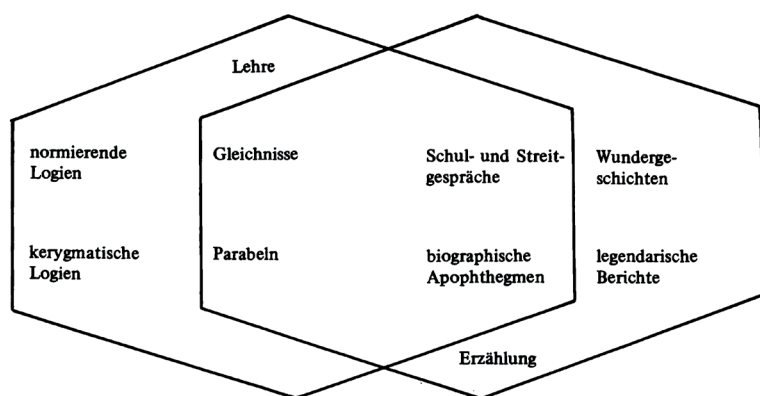 Lehre
normierende
Logien
Gleichnisse
Schul- und Streit-
gespräche
Wunderge-
schichten
kerygmatische
Logien
Parabeln
biographische
Apophthegmen
legendarische
Berichte
Erzählung